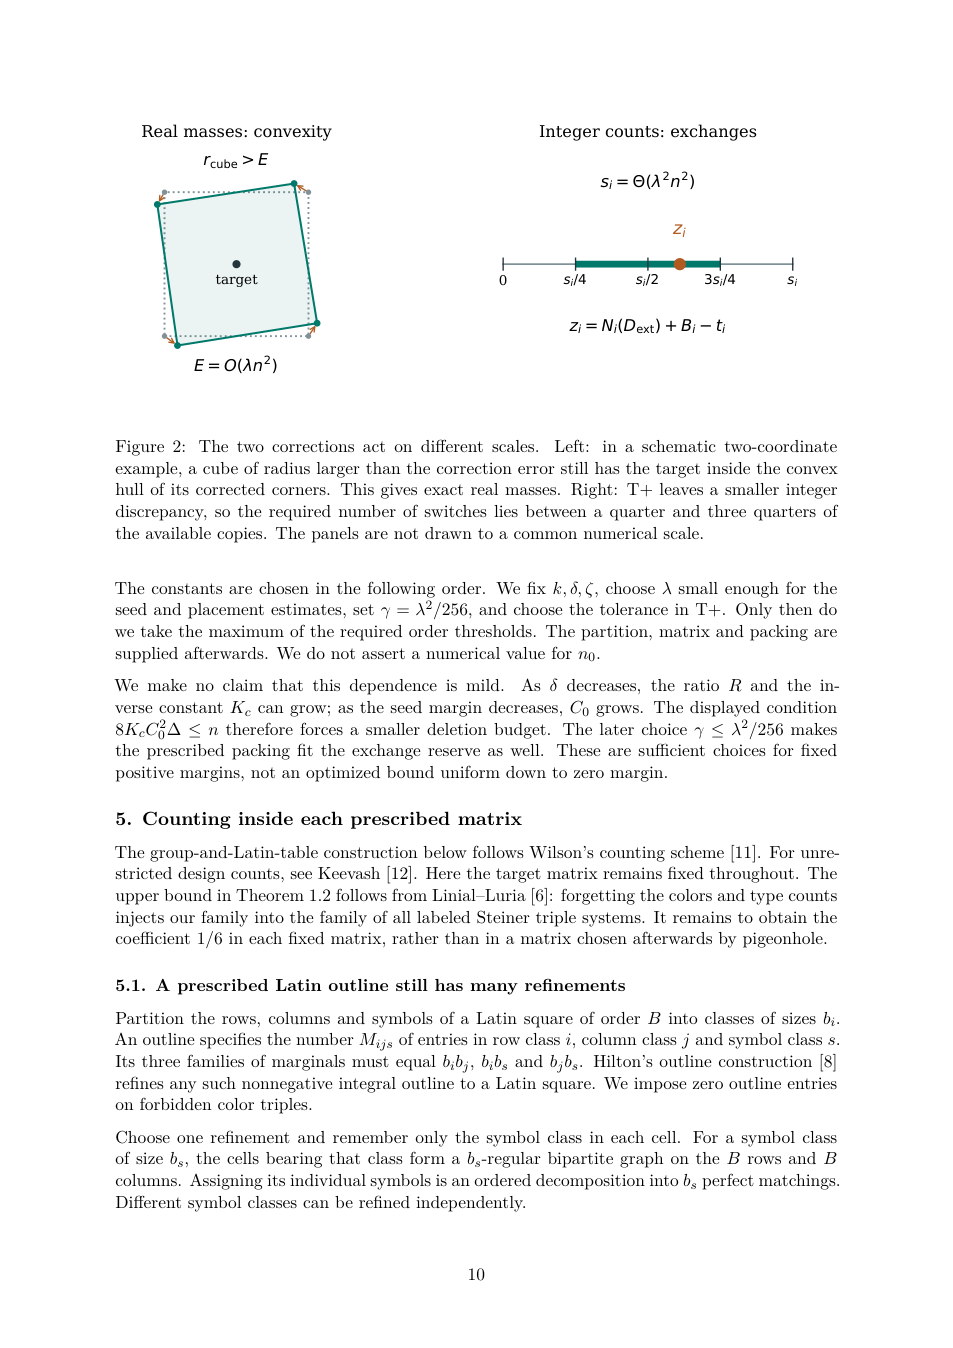 Real masses: convexity
r_cube > E
target
E = O(λn²)
Integer counts: exchanges
s_i = Θ(λ²n²)
z_i
0 s_i/4 s_i/2 3s_i/4 s_i
z_i = N_i(D_ext) + B_i − t_i
Figure 2: The two corrections act on different scales. Left: in a schematic two-coordinate
example, a cube of radius larger than the correction error still has the target inside the convex
hull of its corrected corners. This gives exact real masses. Right: T+ leaves a smaller integer
discrepancy, so the required number of switches lies between a quarter and three quarters of
the available copies. The panels are not drawn to a common numerical scale.
The constants are chosen in the following order. We fix k, δ, ζ, choose λ small enough for the
seed and placement estimates, set γ = λ²/256, and choose the tolerance in T+. Only then do
we take the maximum of the required order thresholds. The partition, matrix and packing are
supplied afterwards. We do not assert a numerical value for n₀.
We make no claim that this dependence is mild. As δ decreases, the ratio R and the in-
verse constant K_c can grow; as the seed margin decreases, C₀ grows. The displayed condition
8K_cC₀²Δ ≤ n therefore forces a smaller deletion budget. The later choice γ ≤ λ²/256 makes
the prescribed packing fit the exchange reserve as well. These are sufficient choices for fixed
positive margins, not an optimized bound uniform down to zero margin.
5. Counting inside each prescribed matrix
The group-and-Latin-table construction below follows Wilson's counting scheme [11]. For unre-
stricted design counts, see Keevash [12]. Here the target matrix remains fixed throughout. The
upper bound in Theorem 1.2 follows from Linial–Luria [6]: forgetting the colors and type counts
injects our family into the family of all labeled Steiner triple systems. It remains to obtain the
coefficient 1/6 in each fixed matrix, rather than in a matrix chosen afterwards by pigeonhole.
5.1. A prescribed Latin outline still has many refinements
Partition the rows, columns and symbols of a Latin square of order B into classes of sizes b_i.
An outline specifies the number M_ijs of entries in row class i, column class j and symbol class s.
Its three families of marginals must equal b_ib_j, b_ib_s and b_jb_s. Hilton's outline construction [8]
refines any such nonnegative integral outline to a Latin square. We impose zero outline entries
on forbidden color triples.
Choose one refinement and remember only the symbol class in each cell. For a symbol class
of size b_s, the cells bearing that class form a b_s-regular bipartite graph on the B rows and B
columns. Assigning its individual symbols is an ordered decomposition into b_s perfect matchings.
Different symbol classes can be refined independently.
10